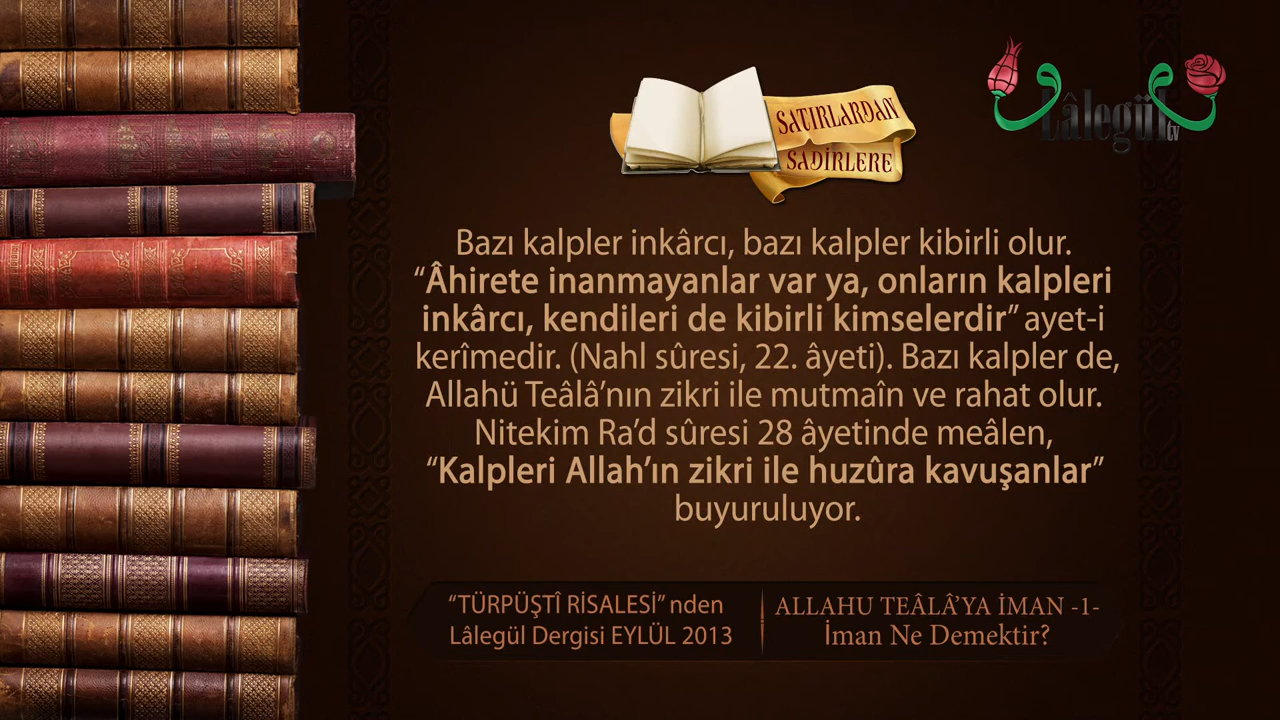 SATIRLARDAN
SADİRLERE
Lâlegül tv
Bazı kalpler inkârcı, bazı kalpler kibirli olur.
“Âhirete inanmayanlar var ya, onların kalpleri
inkârcı, kendileri de kibirli kimselerdir” ayet-i
kerîmedir. (Nahl sûresi, 22. âyeti). Bazı kalpler de,
Allahü Teâlâ’nın zikri ile mutmaîn ve rahat olur.
Nitekim Ra’d sûresi 28 âyetinde meâlen,
“Kalpleri Allah’ın zikri ile huzûra kavuşanlar”
buyuruluyor.
“TÜRPÜŞTÎ RİSALESİ” nden
Lâlegül Dergisi EYLÜL 2013
ALLAHU TEÂLÂ’YA İMAN -1-
İman Ne Demektir?